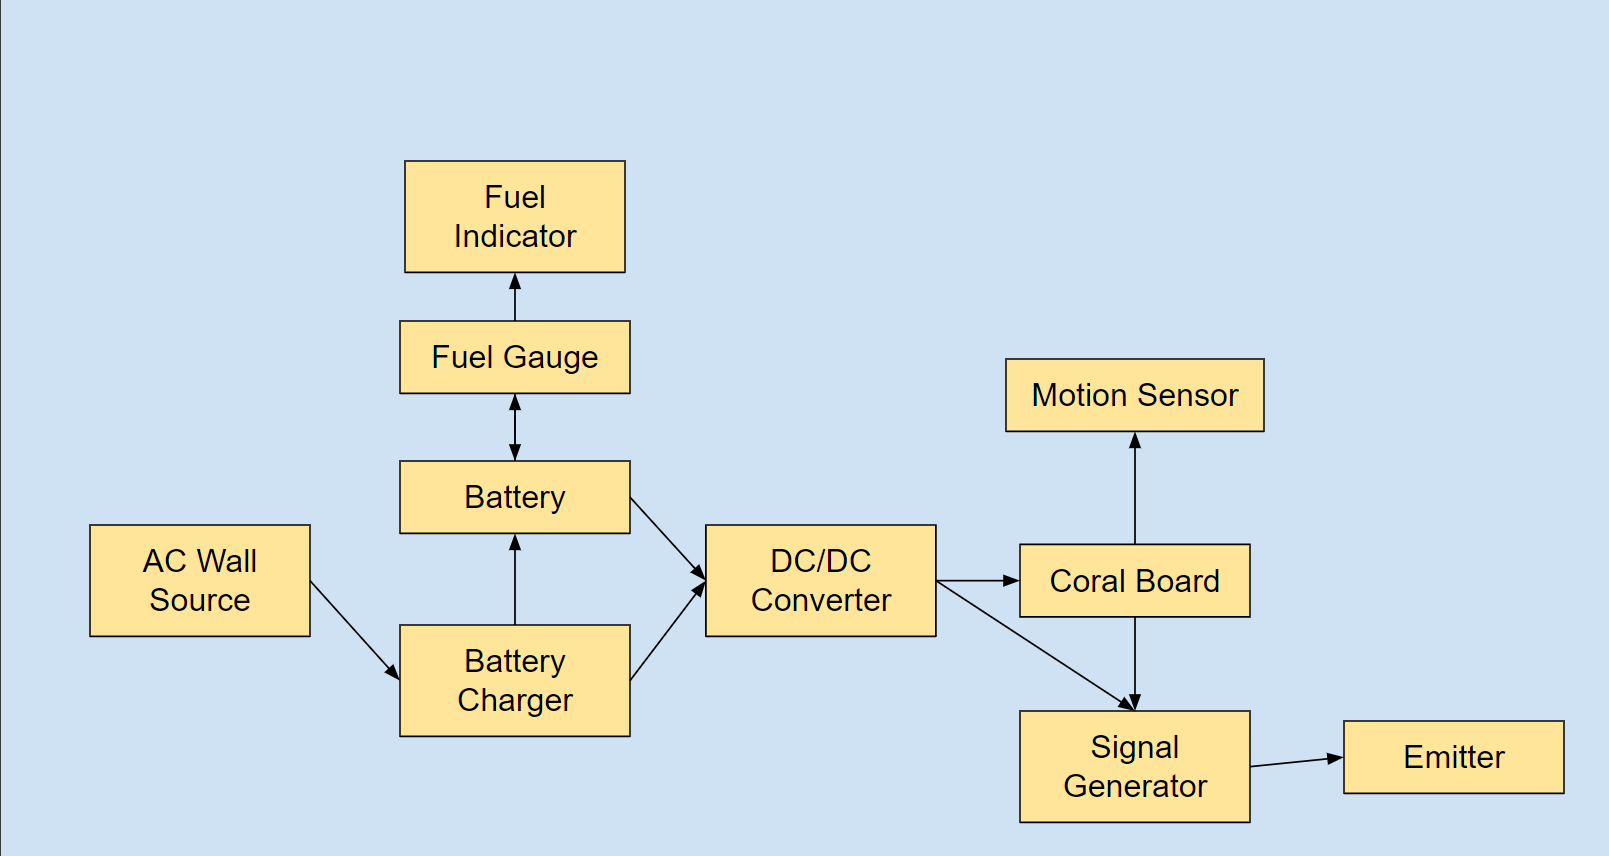 Fuel
Indicator
Fuel Gauge
Motion Sensor
Battery
AC Wall
Source
DC/DC
Converter
Coral Board
Battery
Charger
Signal
Generator
Emitter